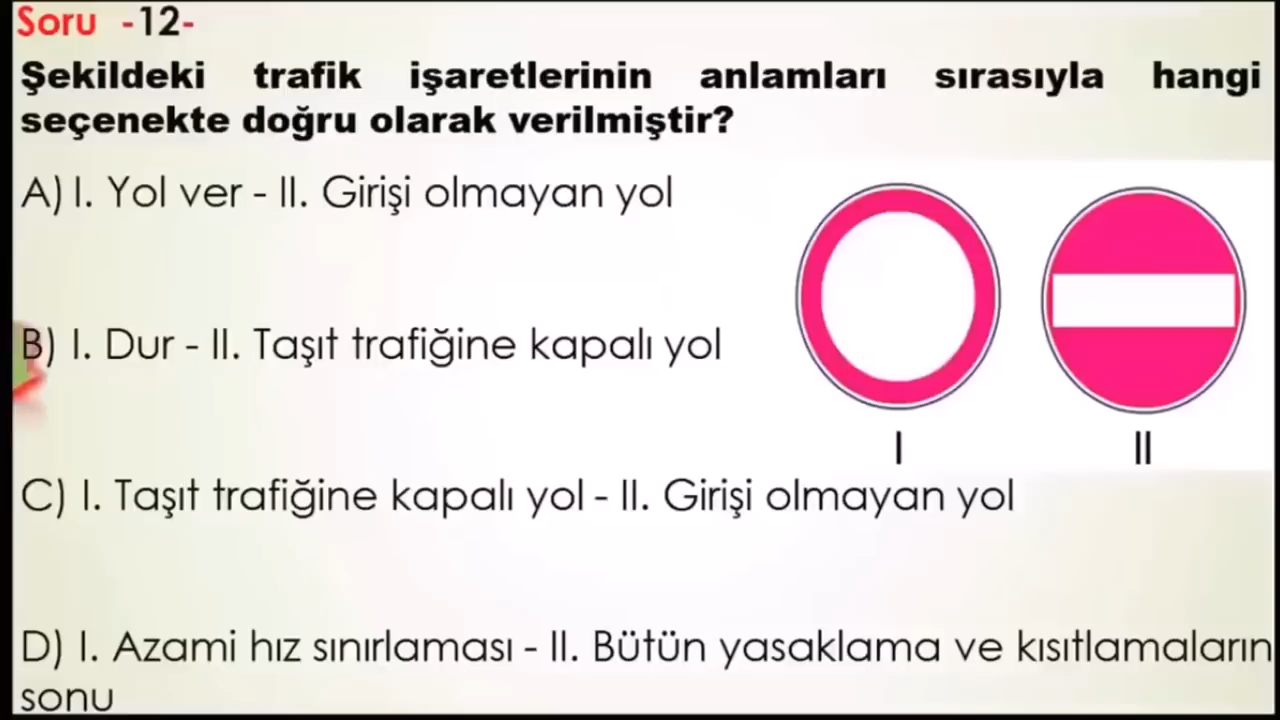 Soru -12-
Şekildeki trafik işaretlerinin anlamları sırasıyla hangi
seçenekte doğru olarak verilmiştir?
A) I. Yol ver - II. Girişi olmayan yol
B) I. Dur - II. Taşıt trafiğine kapalı yol
I II
C) I. Taşıt trafiğine kapalı yol - II. Girişi olmayan yol
D) I. Azami hız sınırlaması - II. Bütün yasaklama ve kısıtlamaların
sonu